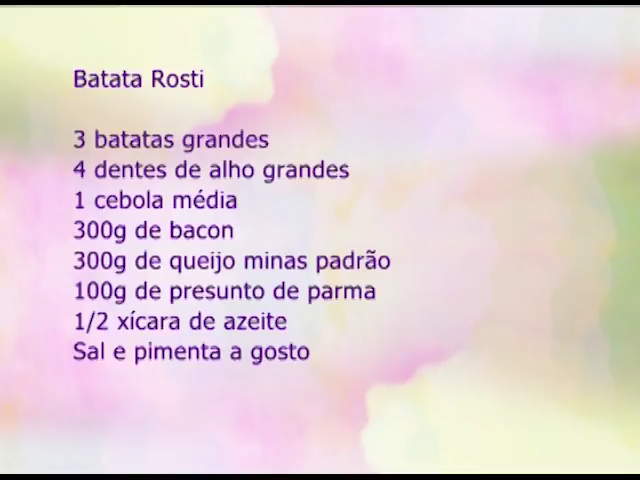 Batata Rosti
3 batatas grandes
4 dentes de alho grandes
1 cebola média
300g de bacon
300g de queijo minas padrão
100g de presunto de parma
1/2 xícara de azeite
Sal e pimenta a gosto